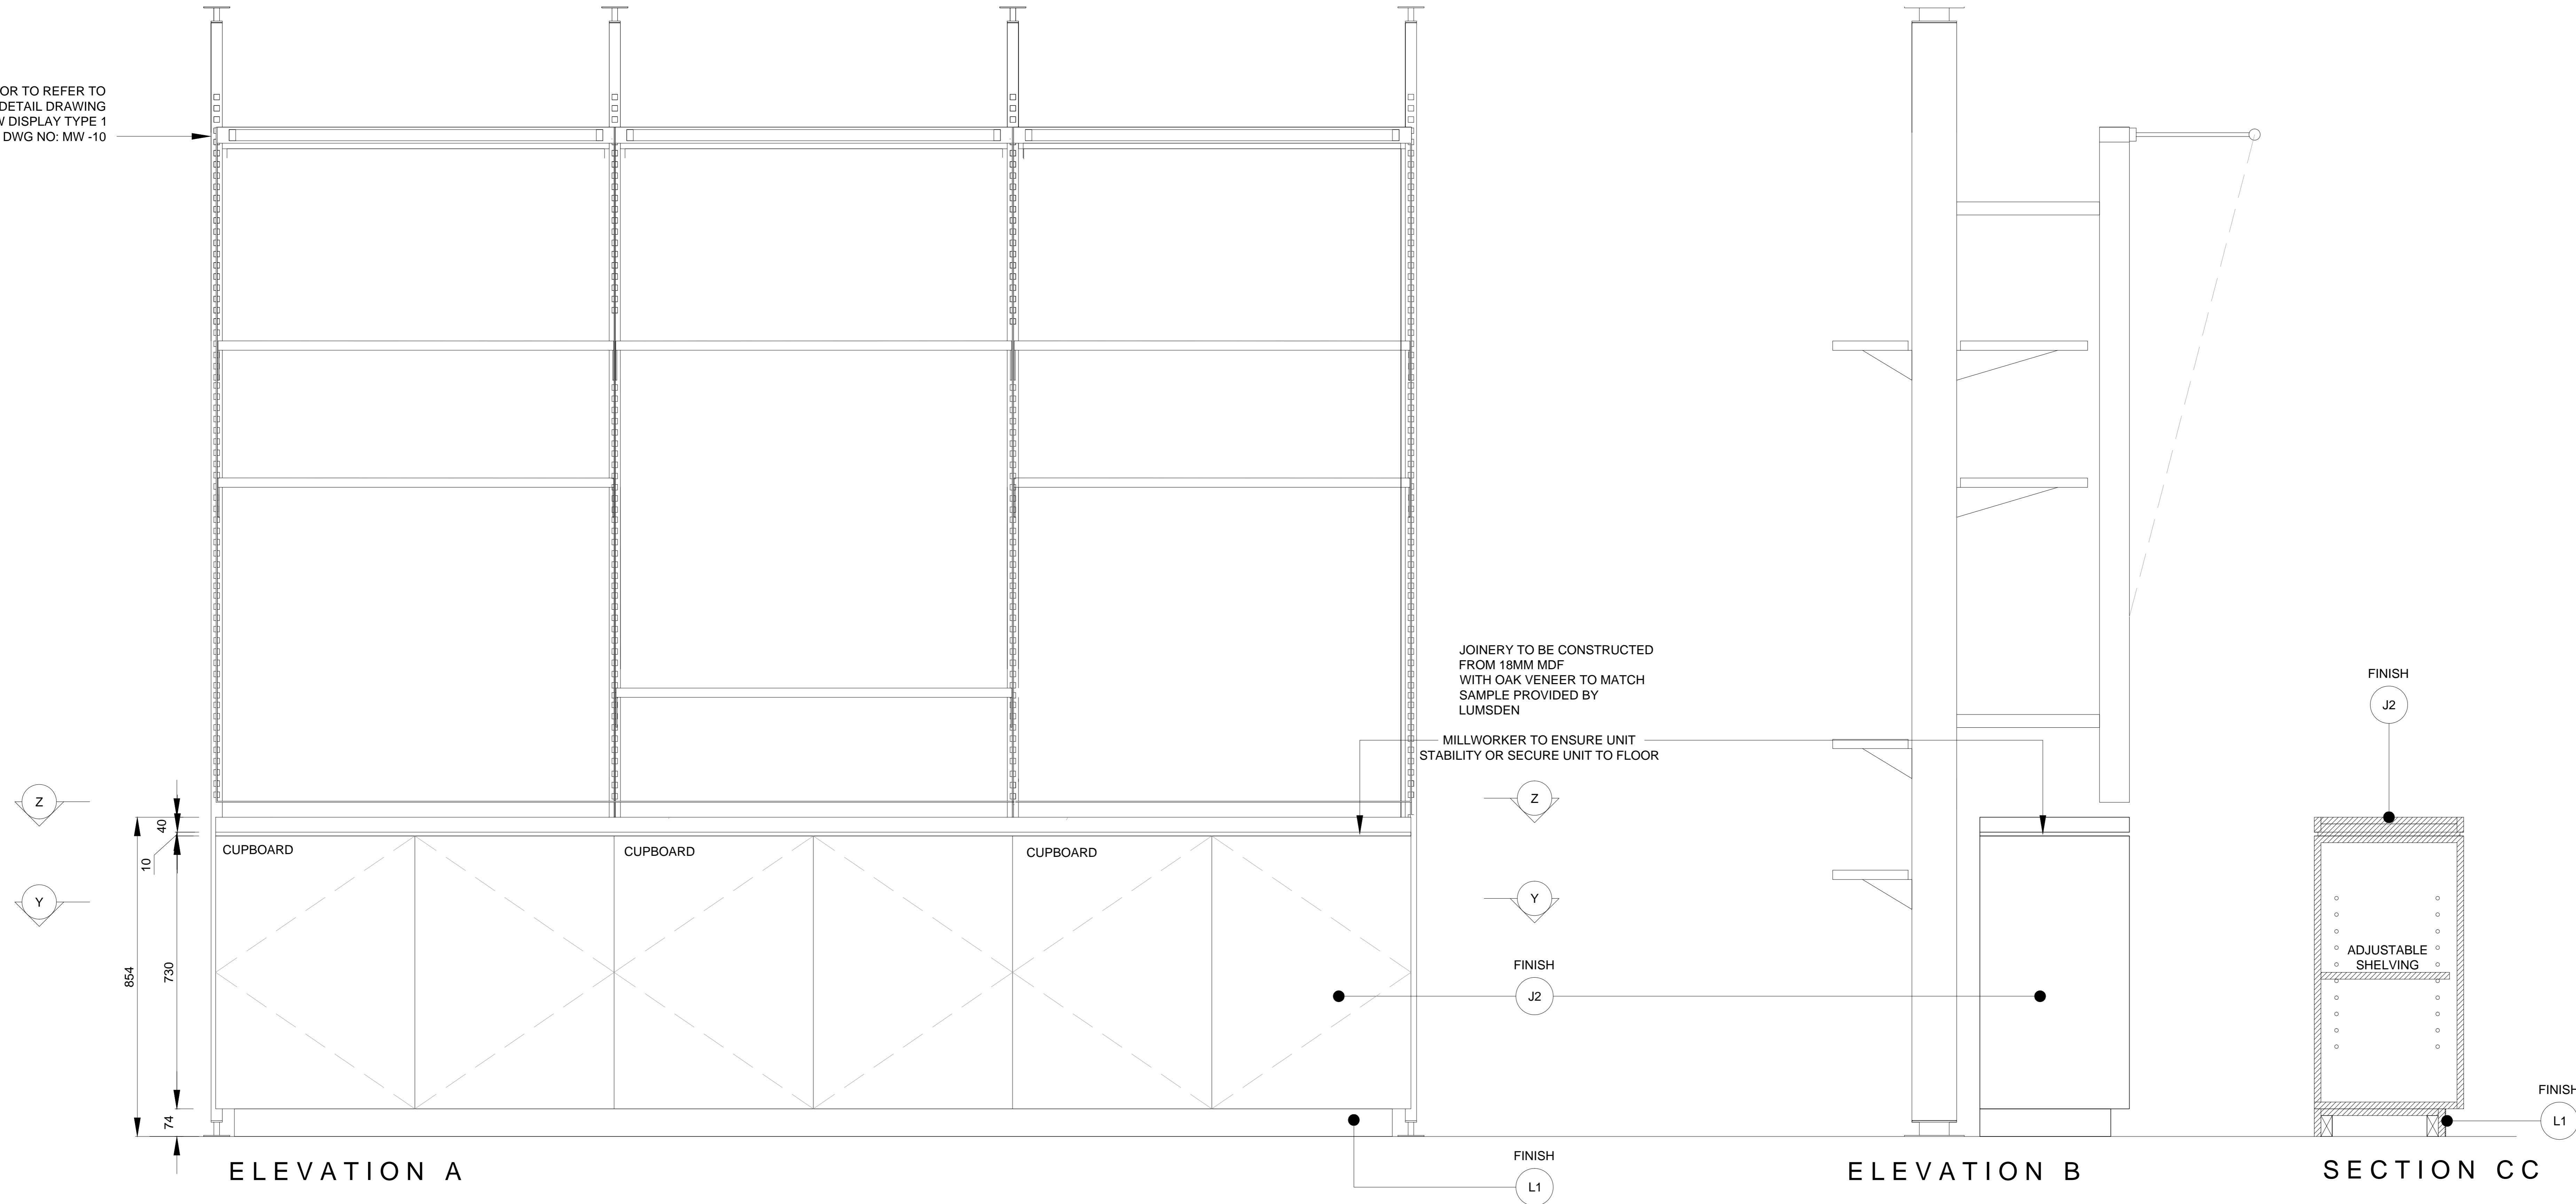 OR TO REFER TO
DETAIL DRAWING
DISPLAY TYPE 1
DWG NO: MW -10
JOINERY TO BE CONSTRUCTED
FROM 18MM MDF
WITH OAK VENEER TO MATCH
SAMPLE PROVIDED BY
LUMSDEN
MILLWORKER TO ENSURE UNIT
STABILITY OR SECURE UNIT TO FLOOR
FINISH
J2
Z
Z
40
10
854
730
74
CUPBOARD
CUPBOARD
CUPBOARD
Y
Y
FINISH
J2
ADJUSTABLE
SHELVING
FINISH
L1
FINISH
L1
ELEVATION A
ELEVATION B
SECTION CC